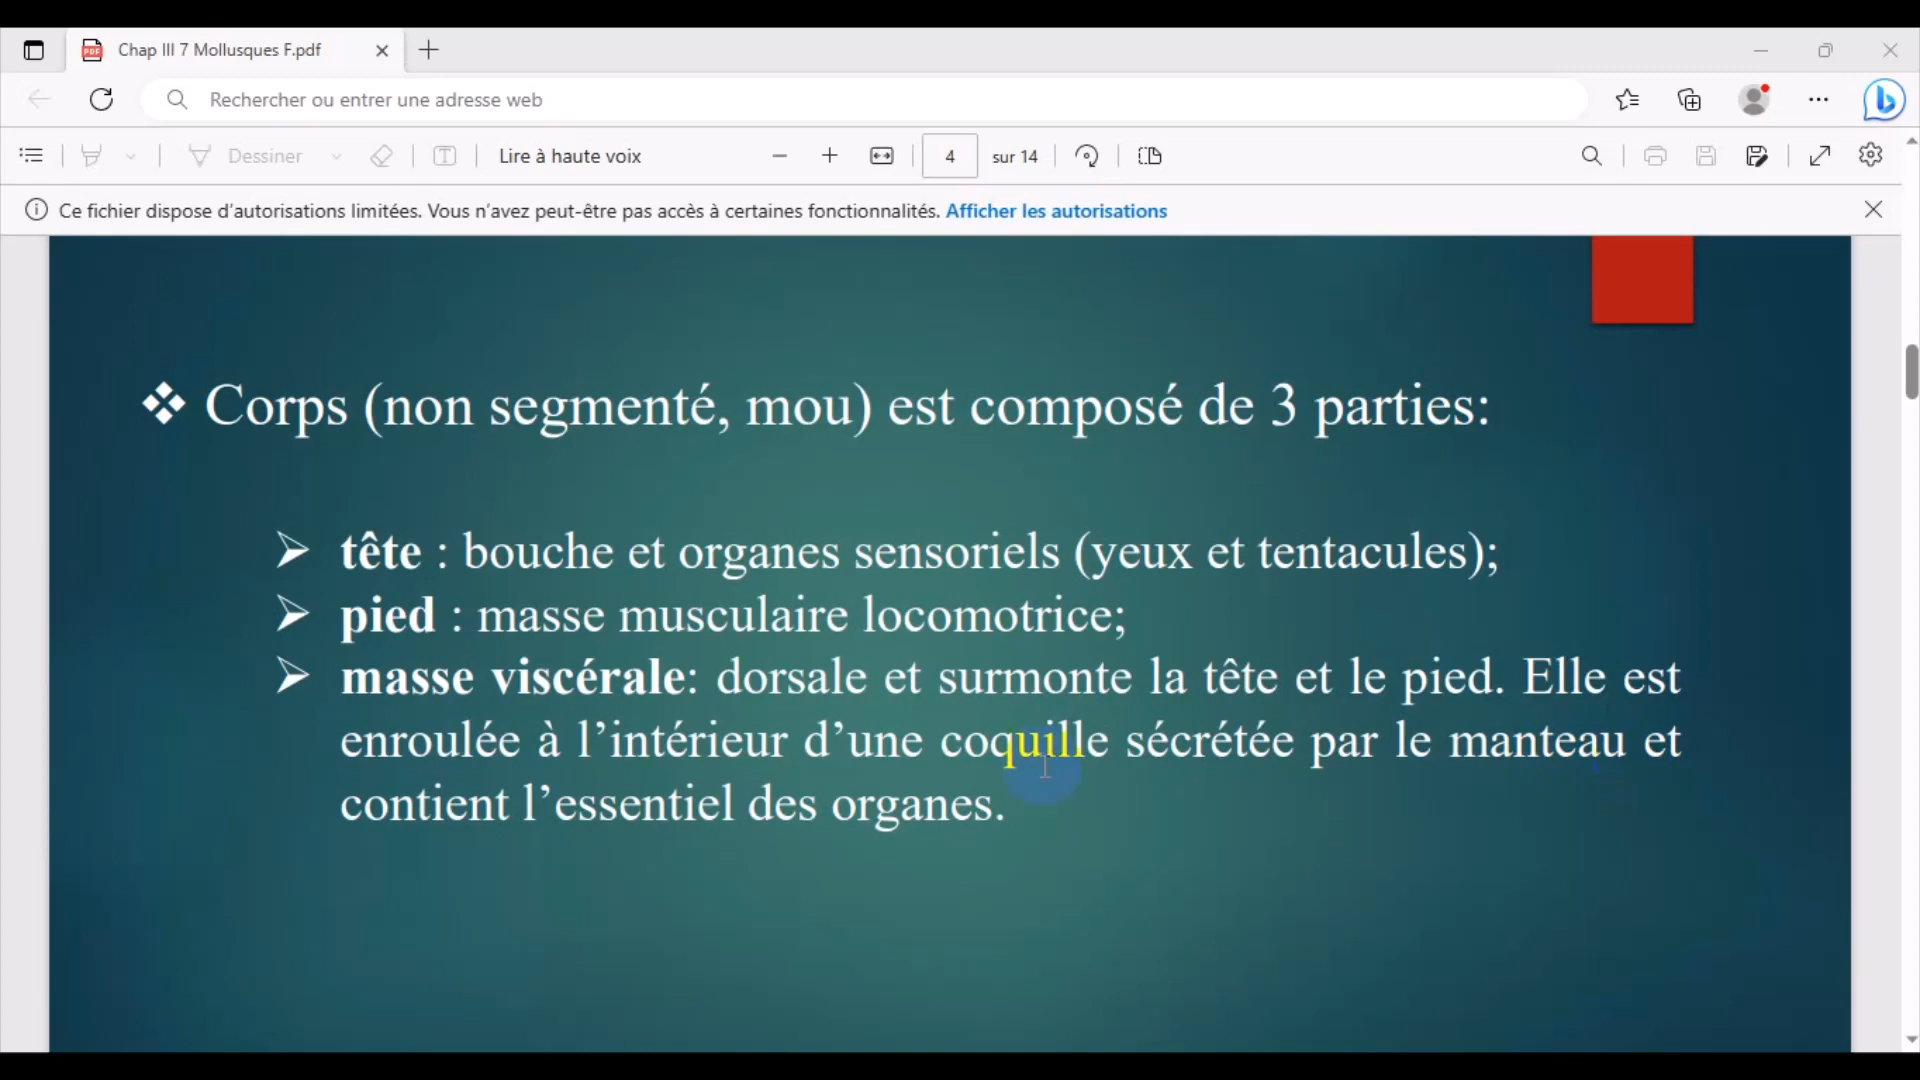 Chap III 7 Mollusques F.pdf
Rechercher ou entrer une adresse web
Dessiner
Lire à haute voix
4 sur 14
Ce fichier dispose d'autorisations limitées. Vous n'avez peut-être pas accès à certaines fonctionnalités. Afficher les autorisations
❖ Corps (non segmenté, mou) est composé de 3 parties:
➢ tête : bouche et organes sensoriels (yeux et tentacules);
➢ pied : masse musculaire locomotrice;
➢ masse viscérale: dorsale et surmonte la tête et le pied. Elle est
enroulée à l’intérieur d’une coquille sécrétée par le manteau et
contient l’essentiel des organes.